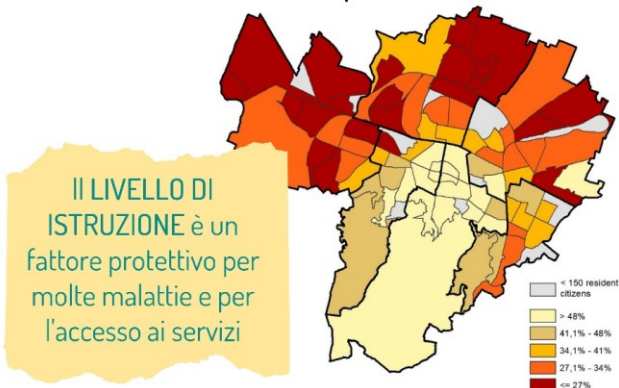 Il LIVELLO DI
ISTRUZIONE è un
fattore protettivo per
molte malattie e per
l'accesso ai servizi
< 150 resident
citizens
> 48%
41,1% - 48%
34,1% - 41%
27,1% - 34%
<= 27%